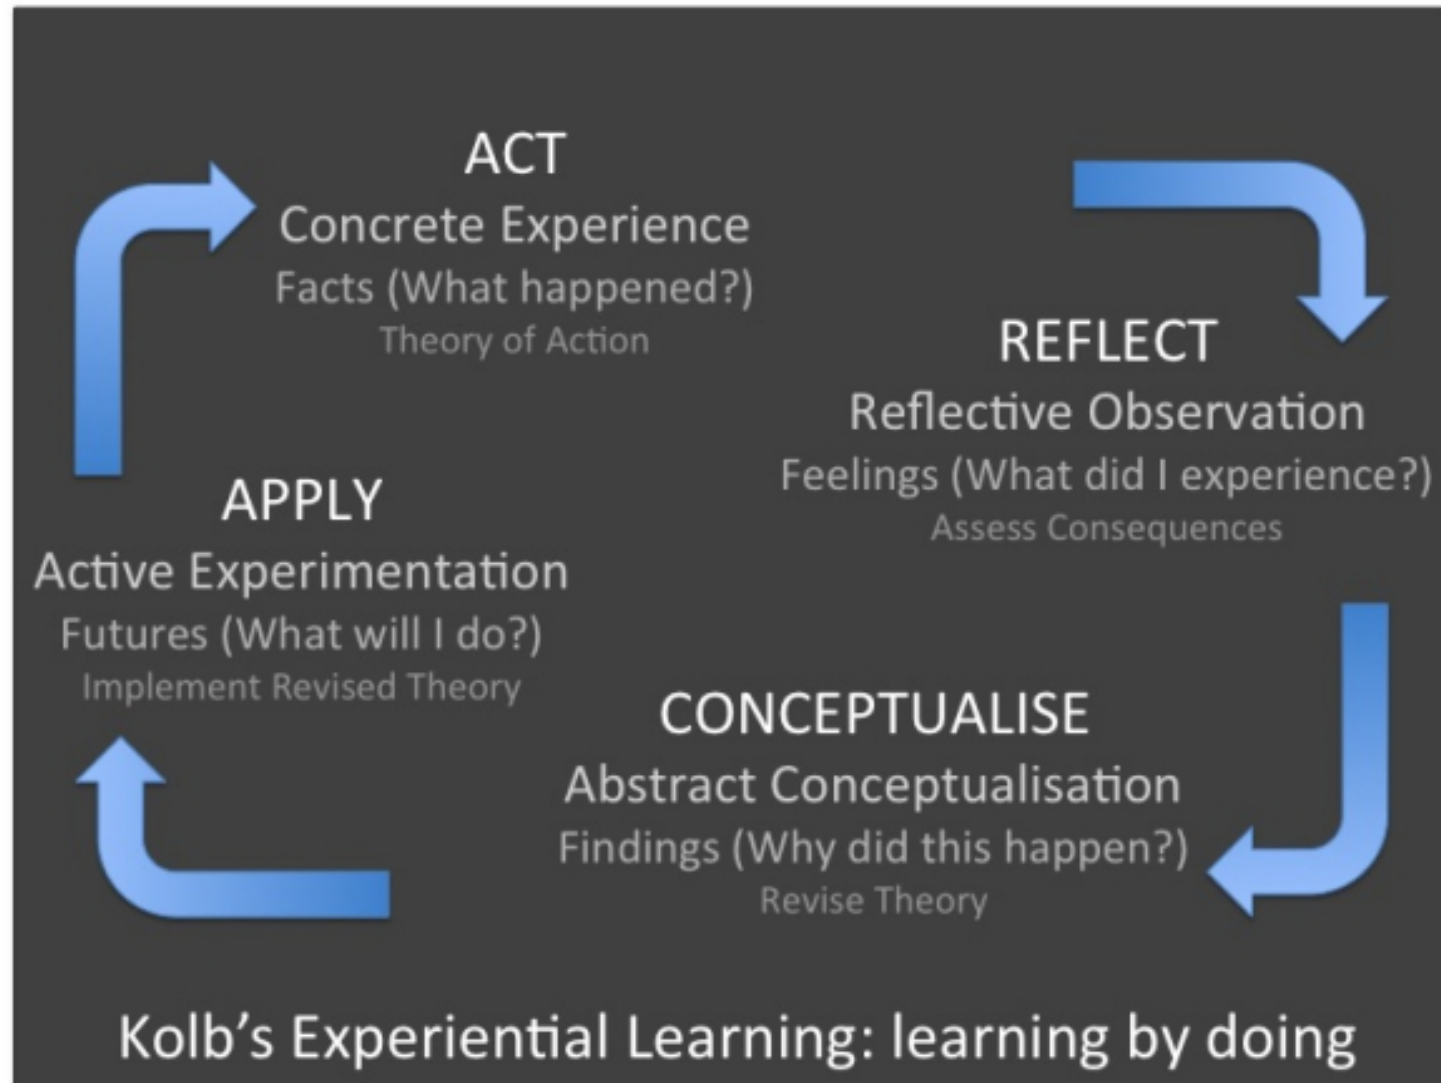 ACT
Concrete Experience
Facts (What happened?)
Theory of Action
REFLECT
Reflective Observation
Feelings (What did I experience?)
Assess Consequences
CONCEPTUALISE
Abstract Conceptualisation
Findings (Why did this happen?)
Revise Theory
APPLY
Active Experimentation
Futures (What will I do?)
Implement Revised Theory
Kolb’s Experiential Learning: learning by doing